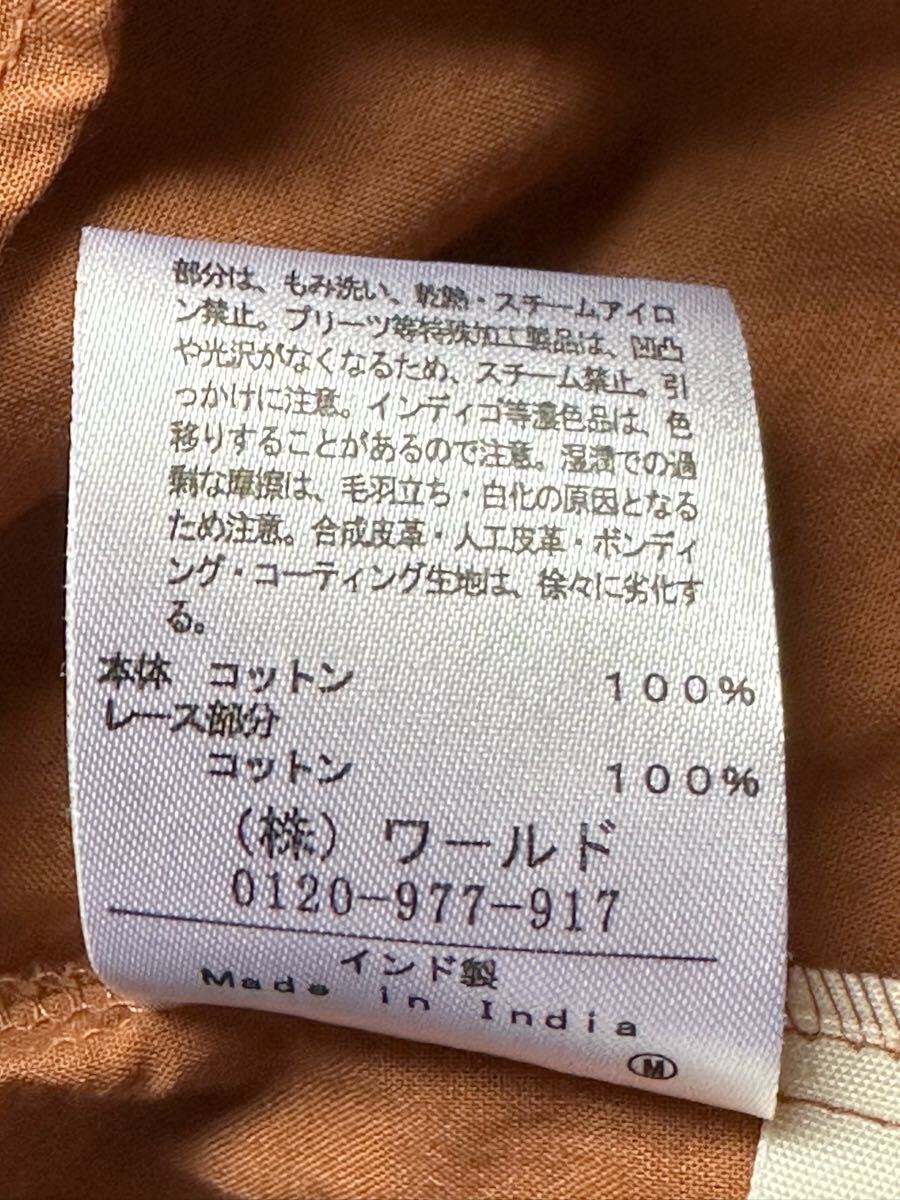 部分は、もみ洗い、乾熱・スチームアイロ
ン禁止。プリーツ等特殊加工製品は、凹凸
や光沢がなくなるため、スチーム禁止。引
っかけに注意。インディゴ等濃色品は、色
移りすることがあるので注意。湿潤での過
剰な摩擦は、毛羽立ち・白化の原因となる
ため注意。合成皮革・人工皮革・ボンディ
ング・コーティング生地は、徐々に劣化す
る。
本体 コットン 100%
レース部分
コットン 100%
(株) ワールド
0120-977-917
インド製
Made in India
M